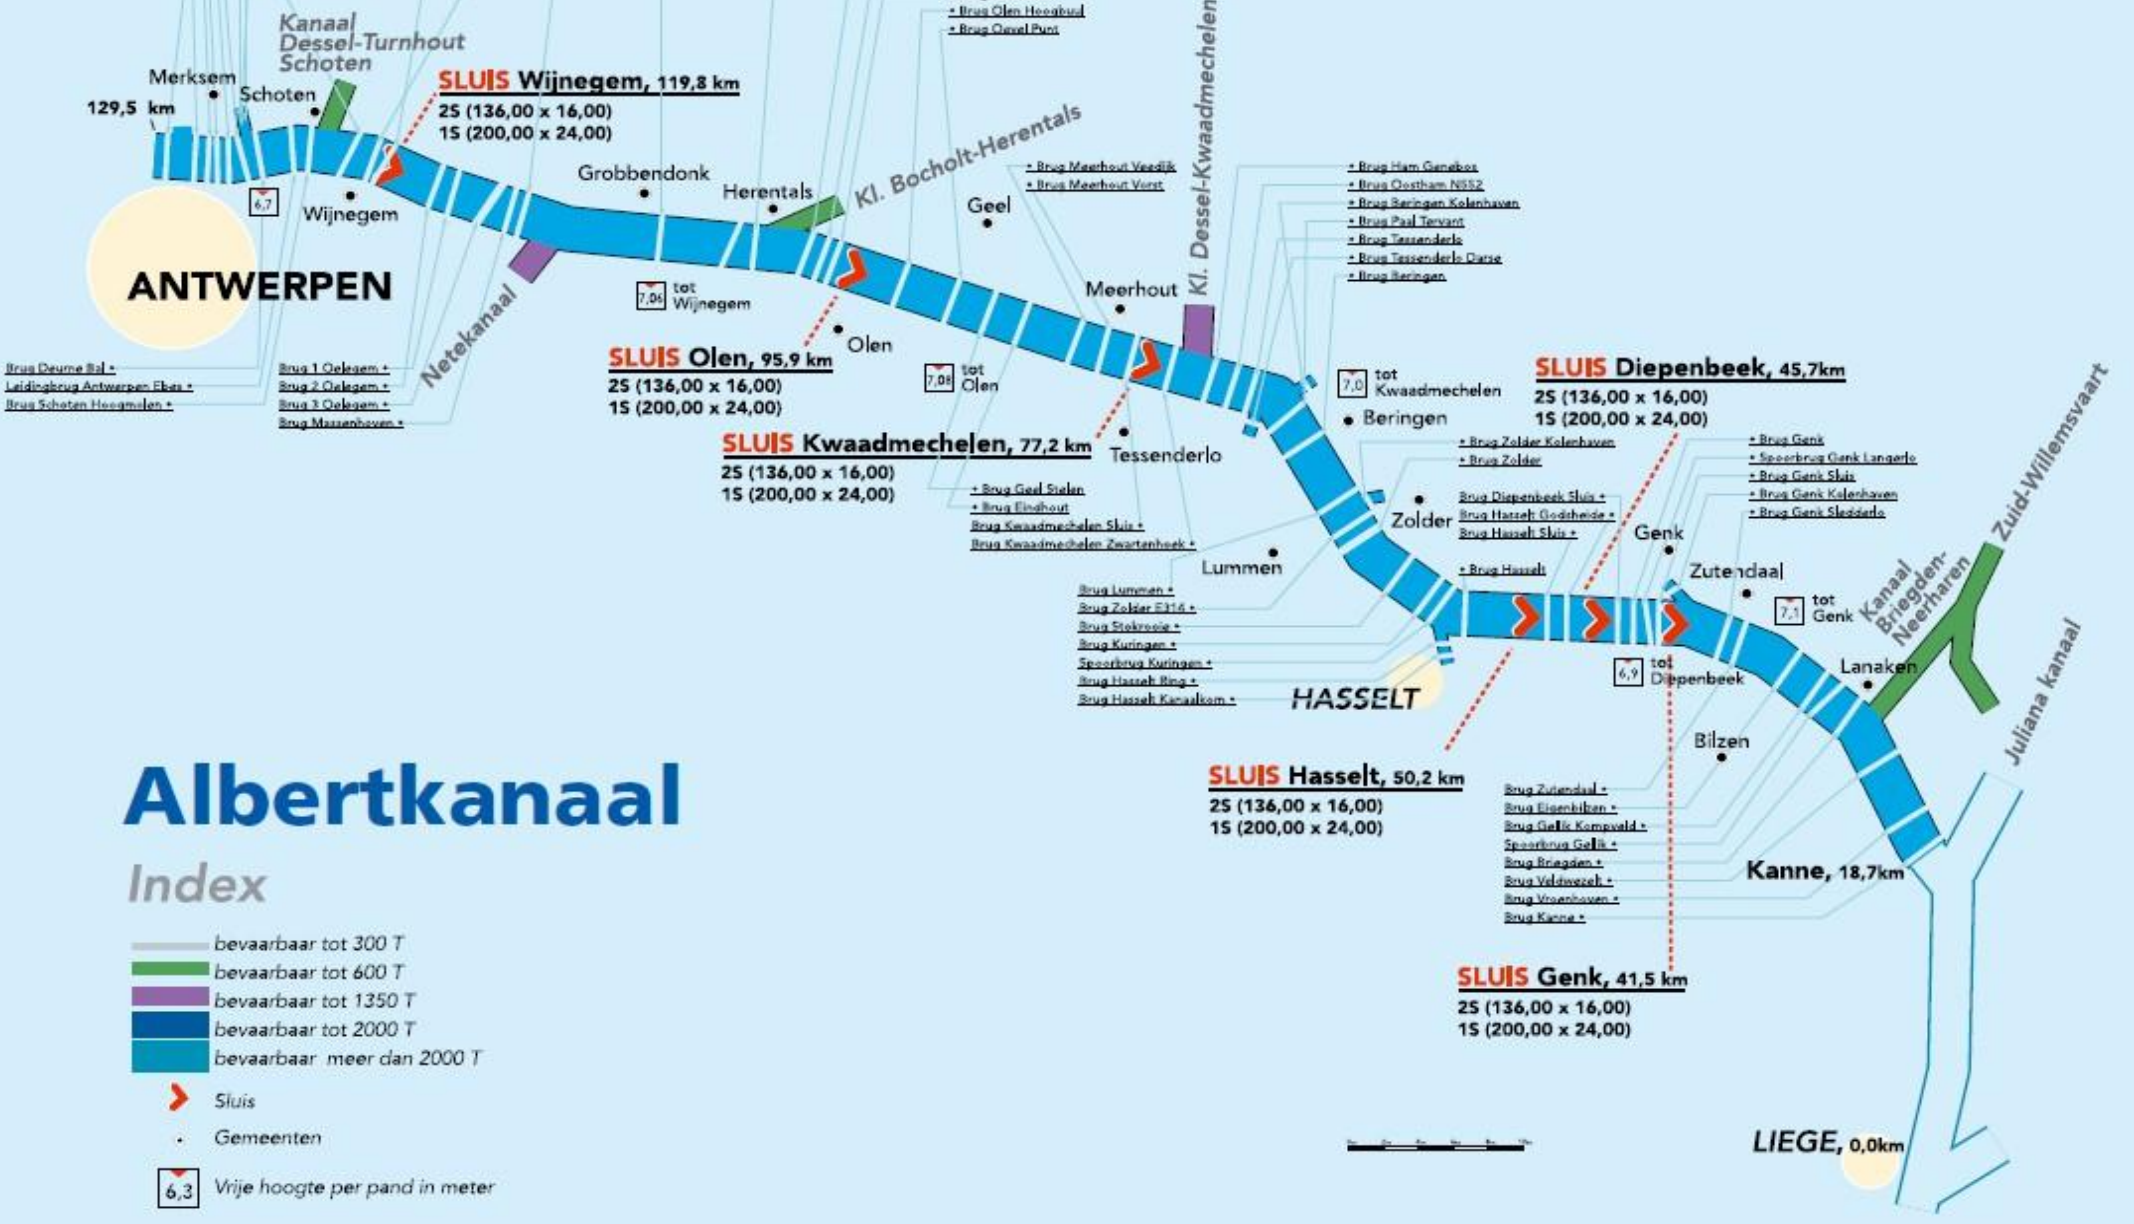 Kanaal
Dessel-Turnhout
Schoten
Merksem
Schoten
129,5 km
SLUIS Wijnegem, 119,8 km
2S (136,00 x 16,00)
1S (200,00 x 24,00)
• Brug Olen Hoogbuul
• Brug Oevel Punt
6,7
Wijnegem
ANTWERPEN
Grobbendonk
Herentals
Kl. Bocholt-Herentals
Geel
• Brug Meerhout Veedijk
• Brug Meerhout Vorst
Kl. Dessel-Kwaadmechelen
• Brug Ham Genebos
• Brug Oostham N552
• Brug Beringen Kolenhaven
• Brug Paal Tervant
• Brug Tessenderlo
• Brug Tessenderlo Darse
• Brug Beringen
Netekanaal
7,06
tot
Wijnegem
Brug Deurne Bal •
Leidingbrug Antwerpen Ebes •
Brug Schoten Hoogmolen •
Brug 1 Oelegem •
Brug 2 Oelegem •
Brug 3 Oelegem •
Brug Massenhoven •
SLUIS Olen, 95,9 km
2S (136,00 x 16,00)
1S (200,00 x 24,00)
Olen
7,08
tot
Olen
Meerhout
SLUIS Kwaadmechelen, 77,2 km
2S (136,00 x 16,00)
1S (200,00 x 24,00)
Tessenderlo
7,0
tot
Kwaadmechelen
Beringen
SLUIS Diepenbeek, 45,7km
2S (136,00 x 16,00)
1S (200,00 x 24,00)
• Brug Geel Stelen
• Brug Eindhout
Brug Kwaadmechelen Sluis •
Brug Kwaadmechelen Zwartenhoek •
• Brug Zolder Kolenhaven
• Brug Zolder
Zolder
Brug Diepenbeek Sluis •
Brug Hasselt Godsheide •
Brug Hasselt Sluis •
• Brug Hasselt
• Brug Genk
• Spoorbrug Genk Langerlo
• Brug Genk Sluis
• Brug Genk Kolenhaven
• Brug Genk Sledderlo
Genk
Zutendaal
7,1
tot
Genk
Kanaal
Briegden-
Neerharen
Zuid-Willemsvaart
Juliana kanaal
Lummen
Brug Lummen •
Brug Zolder E314 •
Brug Stokrooie •
Brug Kuringen •
Spoorbrug Kuringen •
Brug Hasselt Ring •
Brug Hasselt Kanaalkom •
HASSELT
6,9
tot
Diepenbeek
Lanaken
Bilzen
SLUIS Hasselt, 50,2 km
2S (136,00 x 16,00)
1S (200,00 x 24,00)
Brug Zutendaal •
Brug Eigenbilzen •
Brug Gellik Kompveld •
Spoorbrug Gellik •
Brug Briegden •
Brug Veldwezelt •
Brug Vroenhoven •
Brug Kanne •
Kanne, 18,7km
SLUIS Genk, 41,5 km
2S (136,00 x 16,00)
1S (200,00 x 24,00)
LIEGE, 0,0km
Albertkanaal
Index
bevaarbaar tot 300 T
bevaarbaar tot 600 T
bevaarbaar tot 1350 T
bevaarbaar tot 2000 T
bevaarbaar meer dan 2000 T
Sluis
Gemeenten
6,3
Vrije hoogte per pand in meter